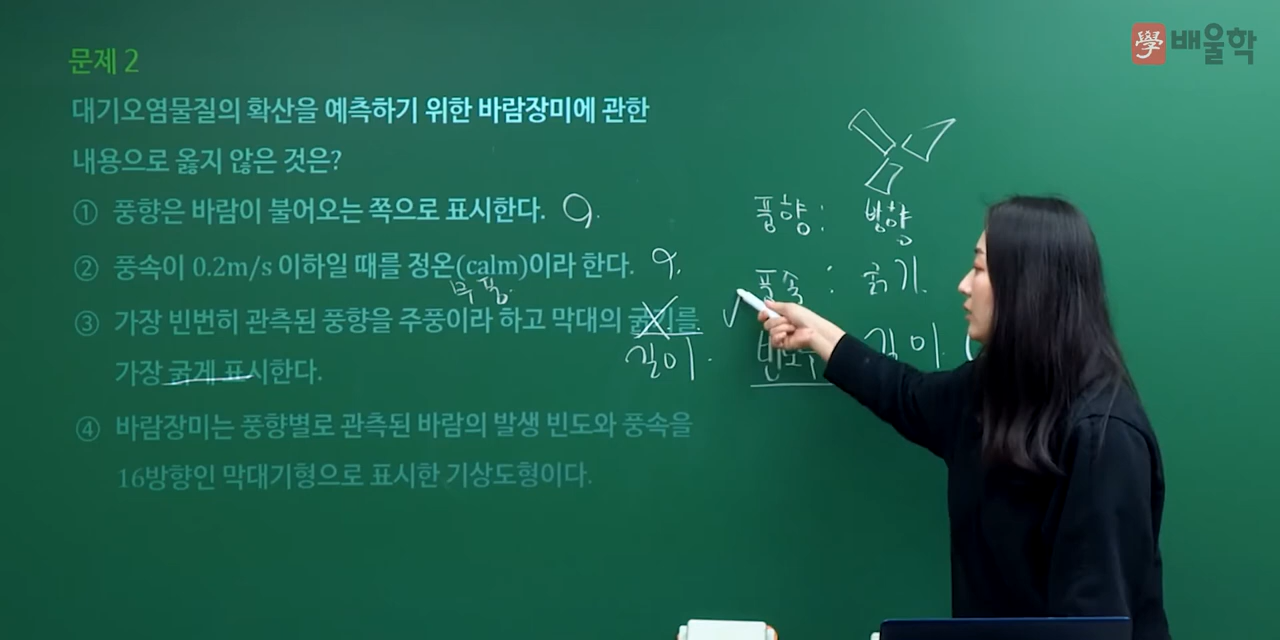 學 배울학
문제 2
대기오염물질의 확산을 예측하기 위한 바람장미에 관한
내용으로 옳지 않은 것은?
① 풍향은 바람이 불어오는 쪽으로 표시한다.
② 풍속이 0.2m/s 이하일 때를 정온(calm)이라 한다.
무풍.
③ 가장 빈번히 관측된 풍향을 주풍이라 하고 막대의 굵기를
길이.
가장 굵게 표시한다.
④ 바람장미는 풍향별로 관측된 바람의 발생 빈도와 풍속을
16방향인 막대기형으로 표시한 기상도형이다.
풍향 : 방향
풍속 : 굵기.
길이.